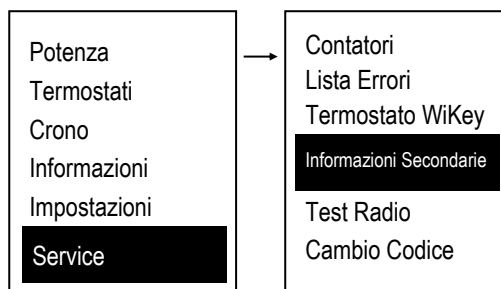 Potenza
Termostati
Crono
Informazioni
Impostazioni
Service
Contatori
Lista Errori
Termostato WiKey
Informazioni Secondarie
Test Radio
Cambio Codice